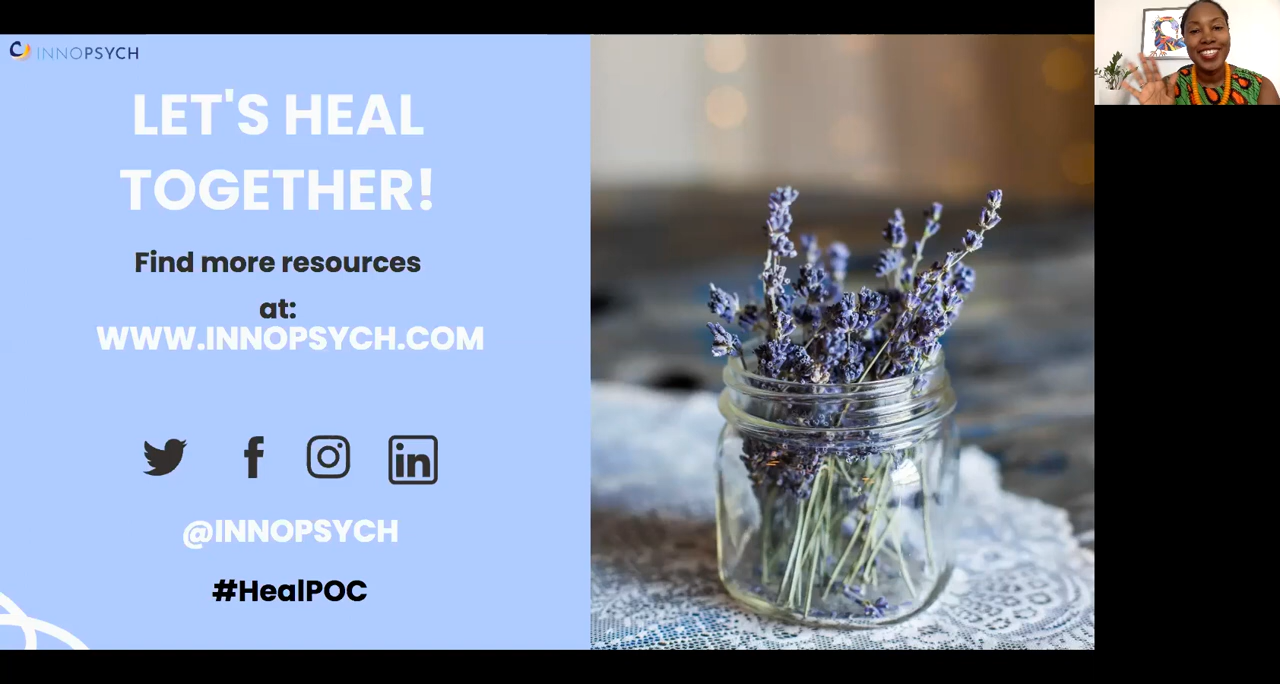 INNOPSYCH
LET'S HEAL
TOGETHER!
Find more resources
at:
WWW.INNOPSYCH.COM
@INNOPSYCH
#HealPOC